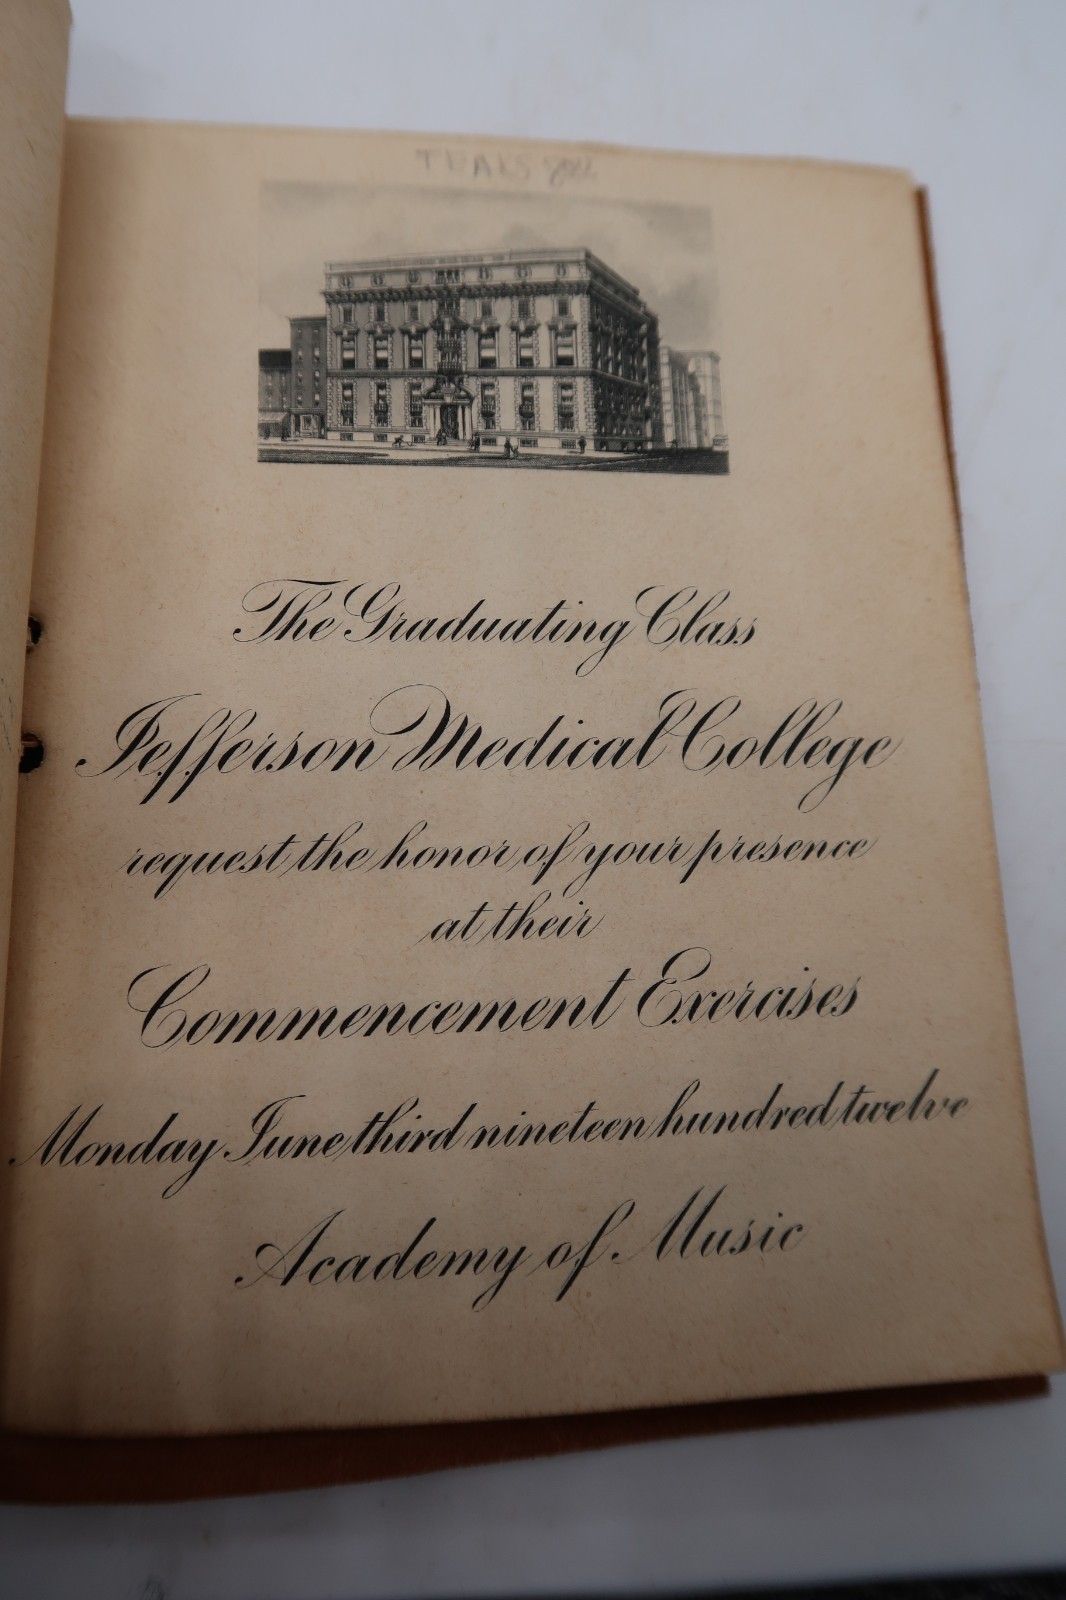 The Graduating Class
Jefferson Medical College
request the honor of your presence
at their
Commencement Exercises
Monday June third nineteen hundred twelve
Academy of Music